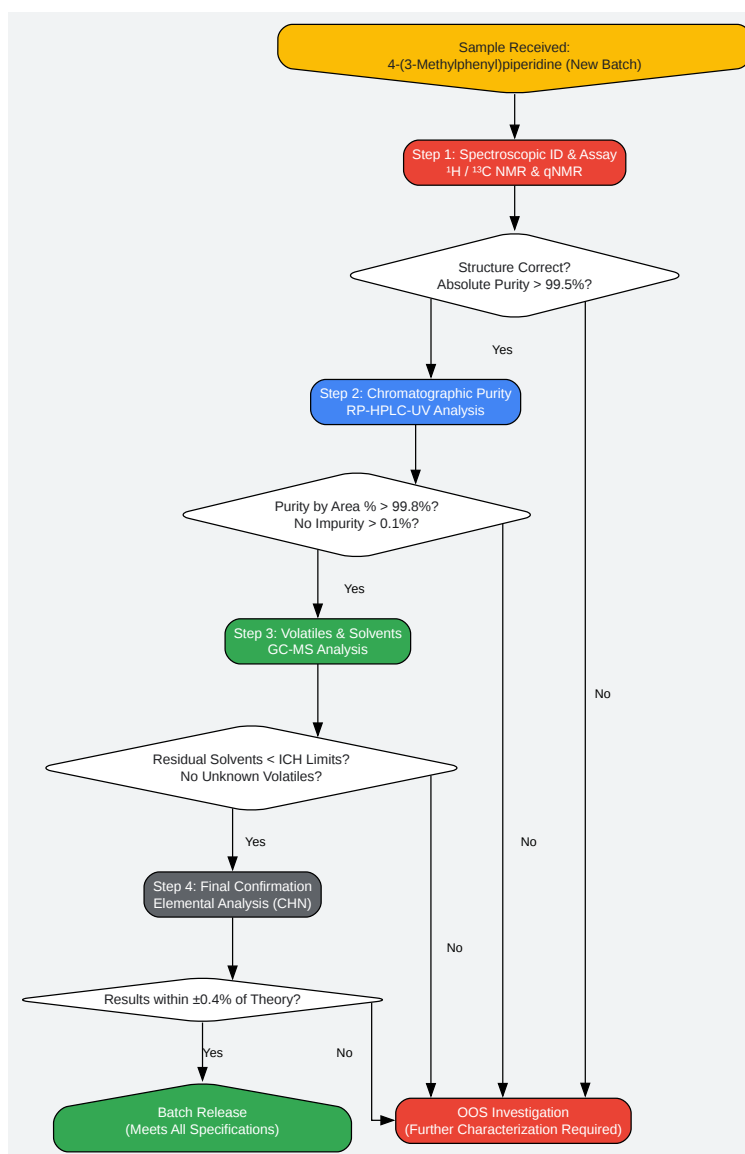 Sample Received:
4-(3-Methylphenyl)piperidine (New Batch)
Step 1: Spectroscopic ID & Assay
¹H / ¹³C NMR & qNMR
Structure Correct?
Absolute Purity > 99.5%?
Yes
Step 2: Chromatographic Purity
RP-HPLC-UV Analysis
Purity by Area % > 99.8%?
No Impurity > 0.1%?
Yes
Step 3: Volatiles & Solvents
GC-MS Analysis
No
Residual Solvents < ICH Limits?
No Unknown Volatiles?
Yes
No
Step 4: Final Confirmation
Elemental Analysis (CHN)
No
Results within ±0.4% of Theory?
Yes
No
Batch Release
(Meets All Specifications)
OOS Investigation
(Further Characterization Required)